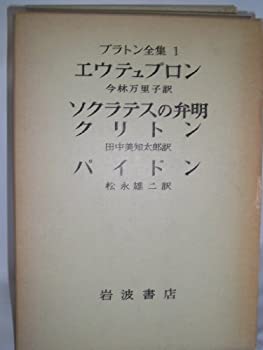 プラトン全集 1
エウテュプロン
今林万里子訳
ソクラテスの弁明
クリトン
田中美知太郎訳
パイドン
松永雄二訳
岩波書店